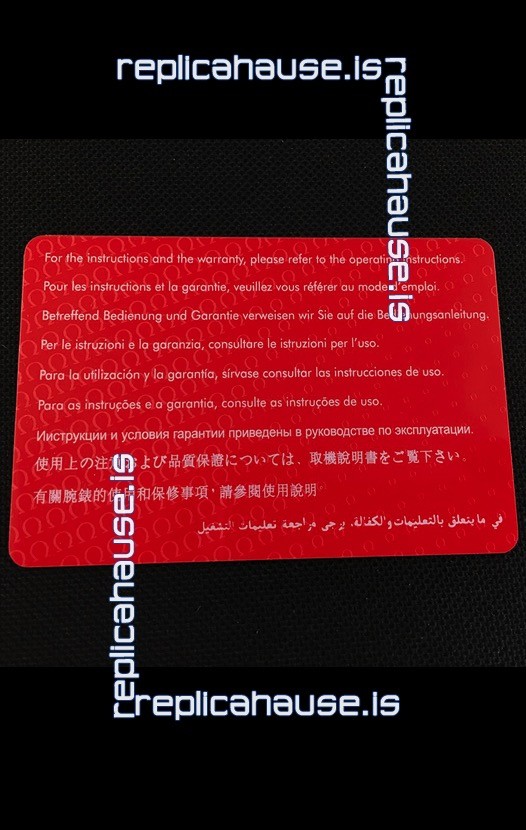 replicahause.is
replicahause.is
For the instructions and the warranty, please refer to the operating instructions.
Pour les instructions et la garantie, veuillez vous référer au mode d'emploi.
Betreffend Bedienung und Garantie verweisen wir Sie auf die Bedienungsanleitung.
Per le istruzioni e la garanzia, consultare le istruzioni per l'uso.
Para la utilización y la garantía, sírvase consultar las instrucciones de uso.
Para as instruções e a garantia, consulte as instruções de uso.
Инструкции и условия гарантии приведены в руководстве по эксплуатации.
使用上の注意および品質保證については、取機說明書をご覽下さい。
有關腕錶的使用和保修事項，請參閱使用說明
في ما يتعلق بالتعليمات والكفالة، يرجى مراجعة تعليمات التشغيل
replicahause.is
replicahause.is